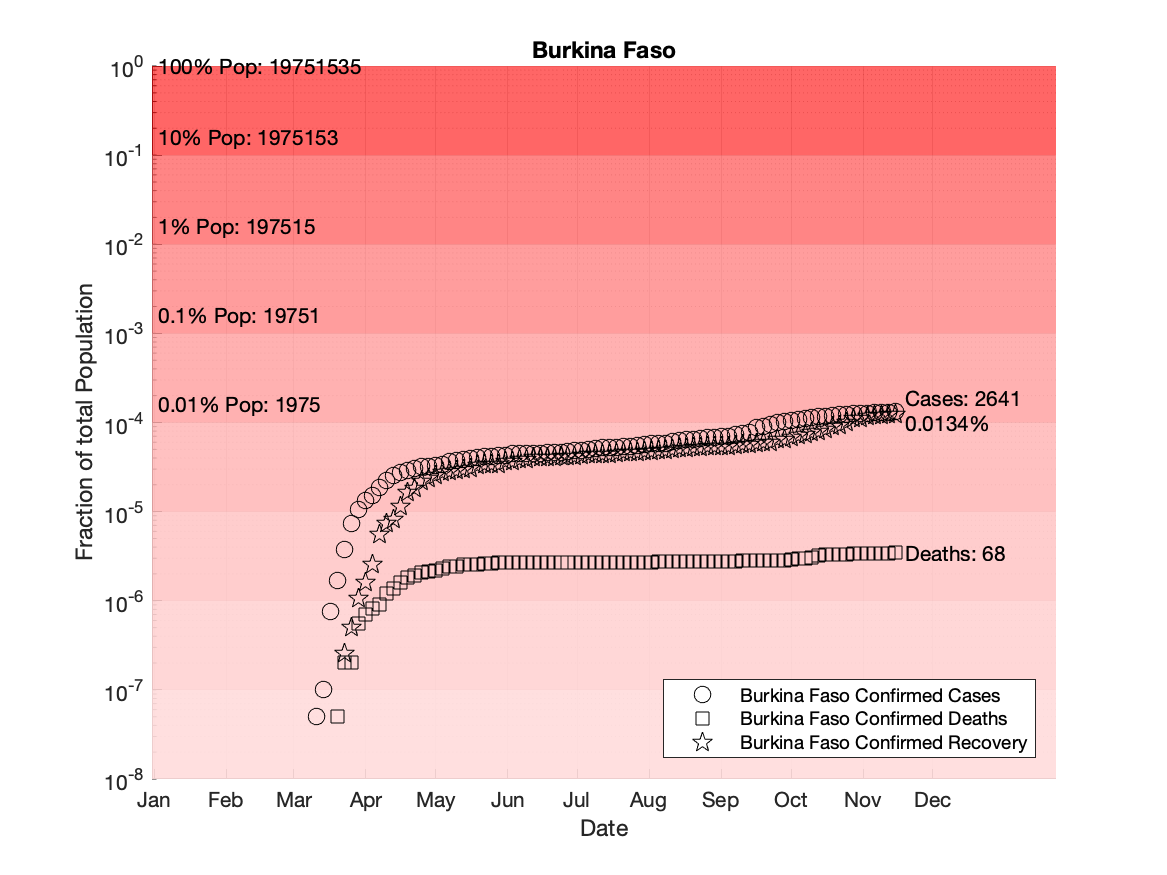 Burkina Faso
10^0
100% Pop: 19751535
10% Pop: 1975153
10^-1
1% Pop: 197515
10^-2
0.1% Pop: 19751
10^-3
0.01% Pop: 1975
Cases: 2641
10^-4
0.0134%
10^-5
Deaths: 68
10^-6
10^-7
10^-8
Fraction of total Population
Burkina Faso Confirmed Cases
Burkina Faso Confirmed Deaths
Burkina Faso Confirmed Recovery
Jan Feb Mar Apr May Jun Jul Aug Sep Oct Nov Dec
Date